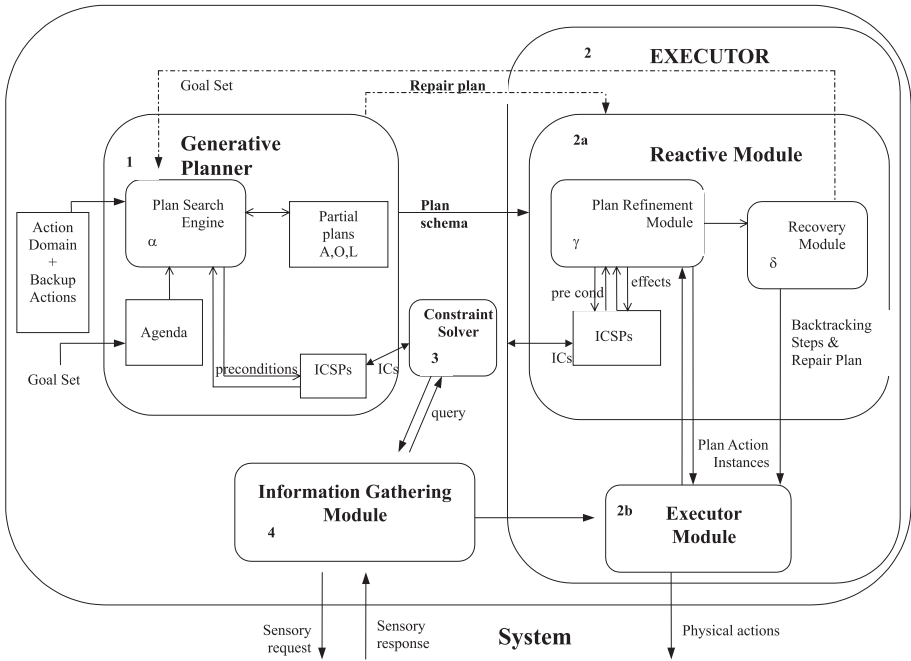 2
EXECUTOR
Goal Set
Repair plan
1
Generative
Planner
2a
Reactive Module
Plan Search
Engine
α
Partial
plans
A,O,L
Plan
schema
Plan Refinement
Module
γ
Recovery
Module
δ
Action
Domain
+
Backup
Actions
Agenda
Goal Set
preconditions
ICSPs
ICs
Constraint
Solver
3
query
pre cond
effects
ICSPs
ICs
Backtracking
Steps &
Repair Plan
Plan Action
Instances
Information Gathering
Module
4
2b
Executor
Module
Sensory
request
Sensory
response
System
Physical actions